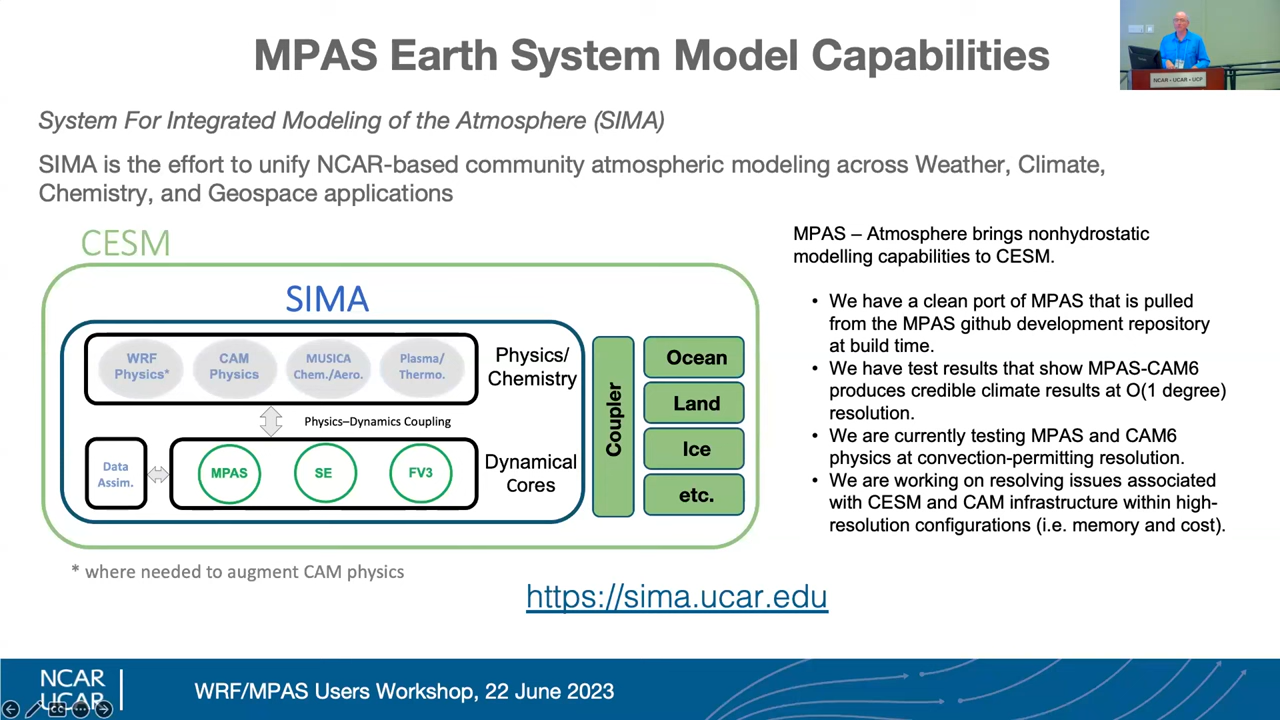 MPAS Earth System Model Capabilities
NCAR • UCAR • UCP
System For Integrated Modeling of the Atmosphere (SIMA)
SIMA is the effort to unify NCAR-based community atmospheric modeling across Weather, Climate,
Chemistry, and Geospace applications
CESM
SIMA
WRF
Physics*
CAM
Physics
MUSICA
Chem./Aero.
Plasma/
Thermo.
Physics/
Chemistry
Physics–Dynamics Coupling
Data
Assim.
MPAS
SE
FV3
Dynamical
Cores
Coupler
Ocean
Land
Ice
etc.
* where needed to augment CAM physics
MPAS – Atmosphere brings nonhydrostatic
modelling capabilities to CESM.
• We have a clean port of MPAS that is pulled
from the MPAS github development repository
at build time.
• We have test results that show MPAS-CAM6
produces credible climate results at O(1 degree)
resolution.
• We are currently testing MPAS and CAM6
physics at convection-permitting resolution.
• We are working on resolving issues associated
with CESM and CAM infrastructure within high-
resolution configurations (i.e. memory and cost).
https://sima.ucar.edu
NCAR
UCAR
WRF/MPAS Users Workshop, 22 June 2023